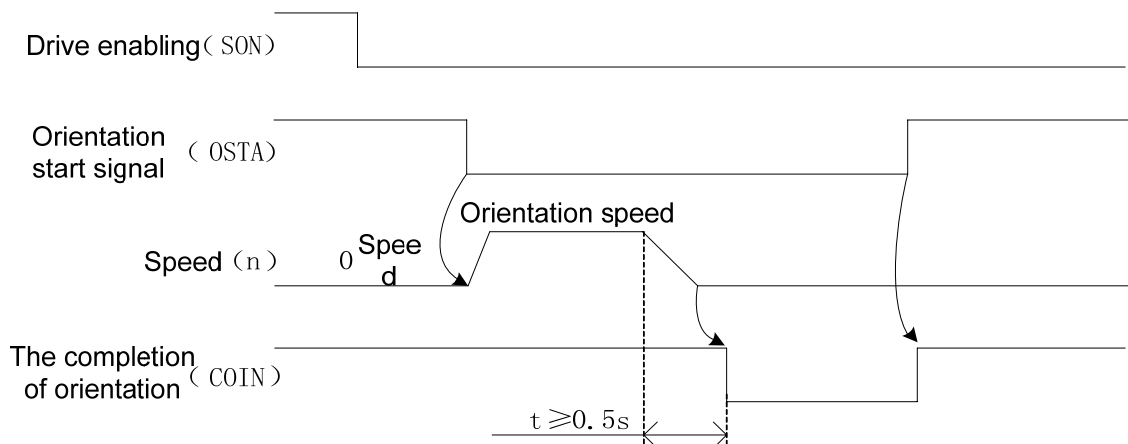 Drive enabling（SON）
Orientation
start signal（OSTA）
Orientation speed
Speed（n）
0 Spee
d
The completion
of orientation（COIN）
t≥0.5s